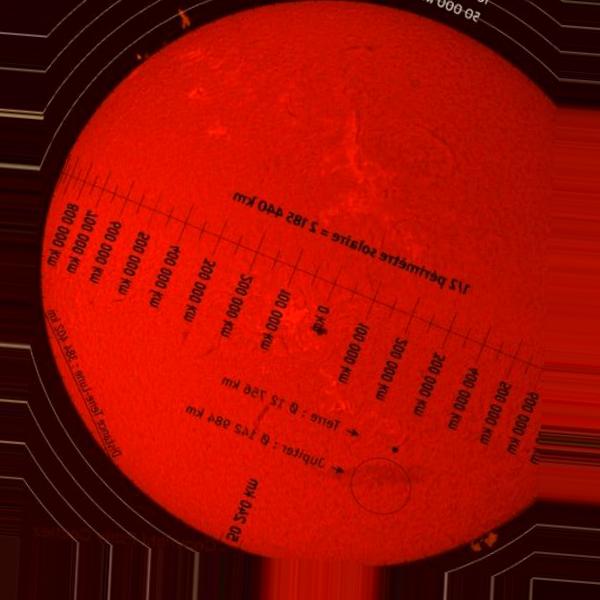 50 000 km
1/2 périmètre solaire = 2 185 440 km
800 000 km
700 000 km
600 000 km
500 000 km
400 000 km
300 000 km
200 000 km
100 000 km
0 km
100 000 km
200 000 km
300 000 km
400 000 km
500 000 km
600 000 km
Terre : Ø 12 756 km
Jupiter : Ø 142 984 km
Distance Terre-Lune : 384 402 km
50 240 km